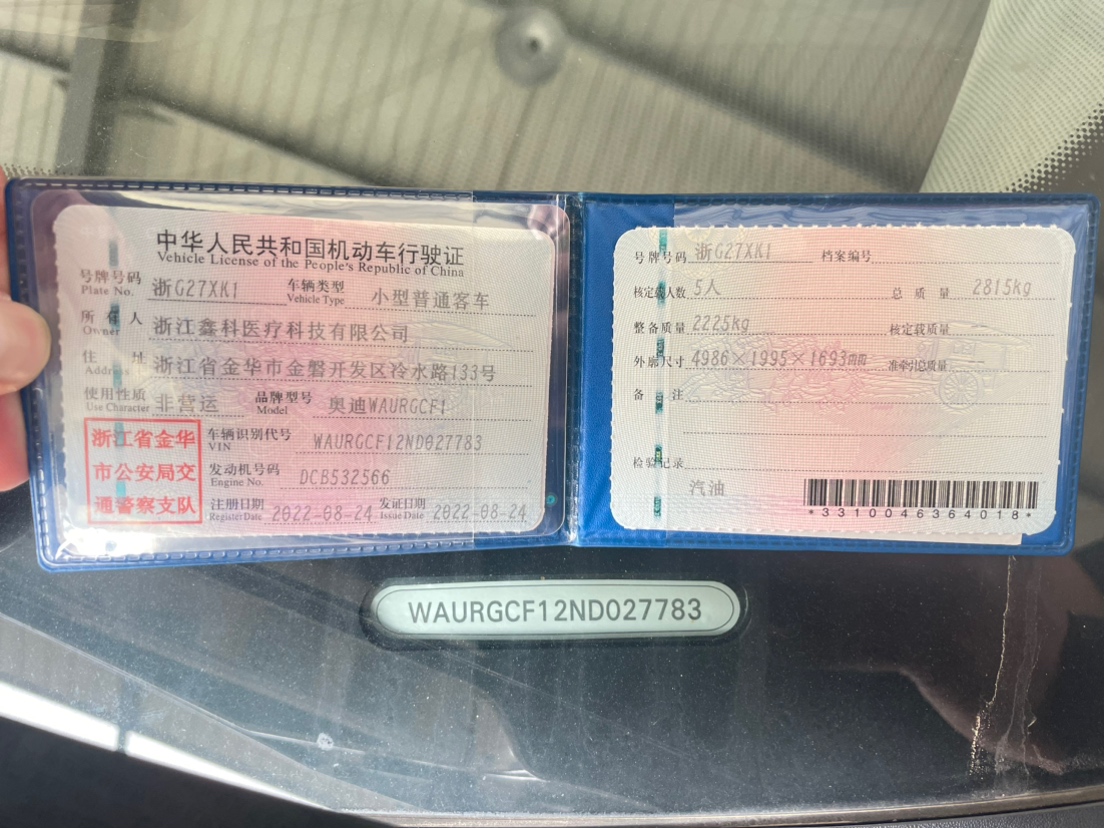 中华人民共和国机动车行驶证
Vehicle License of the People's Republic of China
号牌号码 浙G27XK1 车辆类型 小型普通客车
Plate No. Vehicle Type
所有人 浙江鑫科医疗科技有限公司
Owner
住址 浙江省金华市金磐开发区冷水路133号
Address
使用性质 非营运 品牌型号 奥迪WAURGCF1
Use Character Model
浙江省金华
市公安局交
通警察支队
车辆识别代号 WAURGCF12ND027783
VIN
发动机号码 DCB532566
Engine No.
注册日期 2022-08-24 发证日期 2022-08-24
Register Date Issue Date
号牌号码 浙G27XK1 档案编号
核定载人数 5人 总质量 2815kg
整备质量 2225kg 核定载质量
外廓尺寸 4986×1995×1693mm 准牵引总质量
备注
检验记录
汽油
*3310046364018*
WAURGCF12ND027783